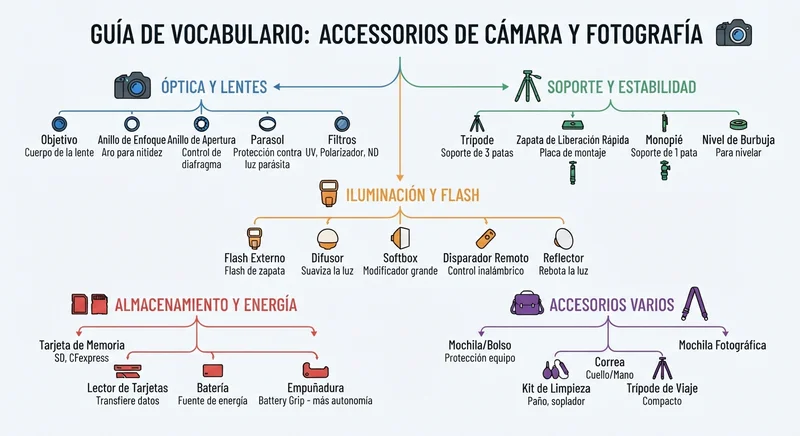 GUÍA DE VOCABULARIO: ACCESSORIOS DE CÁMARA Y FOTOGRAFÍA
ÓPTICA Y LENTES
Objetivo
Cuerpo de la lente
Anillo de Enfoque
Aro para nitidez
Anillo de Apertura
Control de
diafragma
Parasol
Protección contra
luz parásita
Filtros
UV, Polarizador, ND
SOPORTE Y ESTABILIDAD
Trípode
Soporte de 3 patas
Zapata de Liberación Rápida
Placa de montaje
Monopié
Soporte de 1 pata
Nivel de Burbuja
Para nivelar
ILUMINACIÓN Y FLASH
Flash Externo
Flash de zapata
Difusor
Suaviza la luz
Softbox
Modificador grande
Disparador Remoto
Control inalámbrico
Reflector
Rebota la luz
ALMACENAMIENTO Y ENERGÍA
Tarjeta de Memoria
SD, CFexpress
Lector de Tarjetas
Transfiere datos
Batería
Fuente de energía
Empuñadura
Battery Grip - más autonomía
ACCESORIOS VARIOS
Mochila/Bolso
Protección equipo
Kit de Limpieza
Paño, soplador
Correa
Cuello/Mano
Trípode de Viaje
Compacto
Mochila Fotográfica